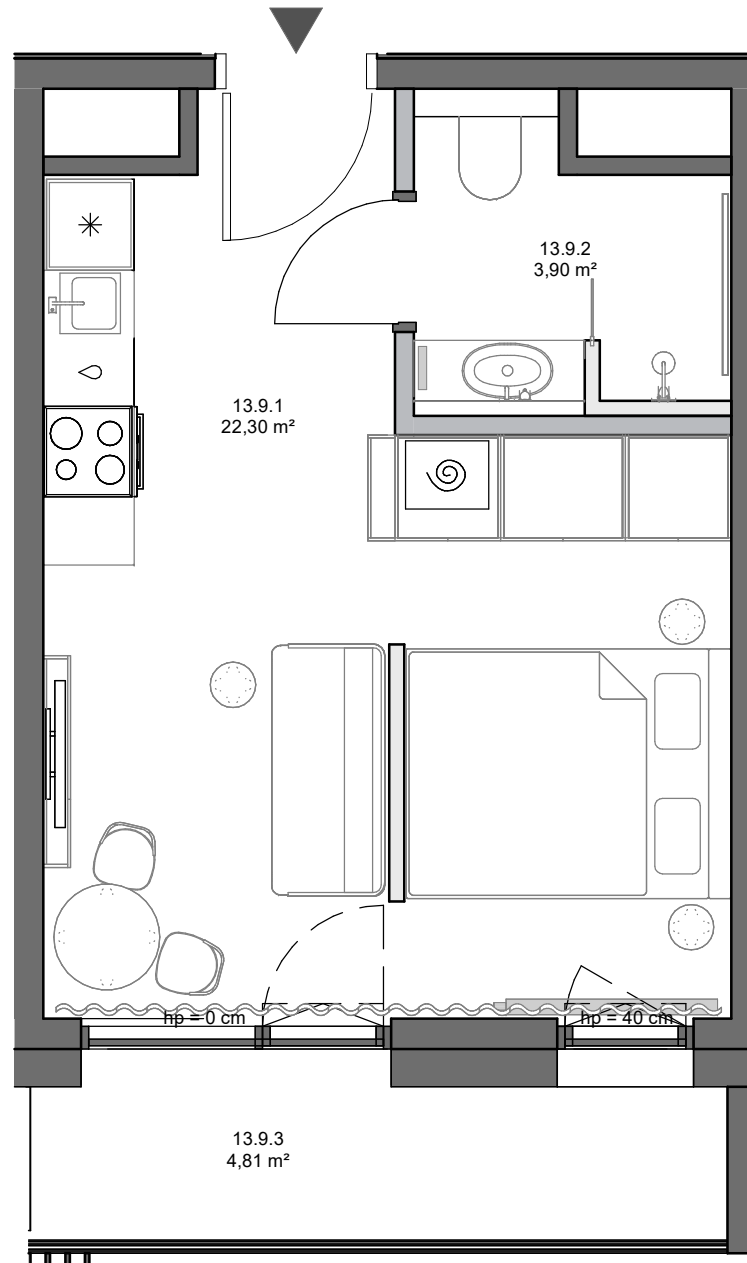 13.9.2
3,90 m²
13.9.1
22,30 m²
hp = 0 cm
hp = 40 cm
13.9.3
4,81 m²